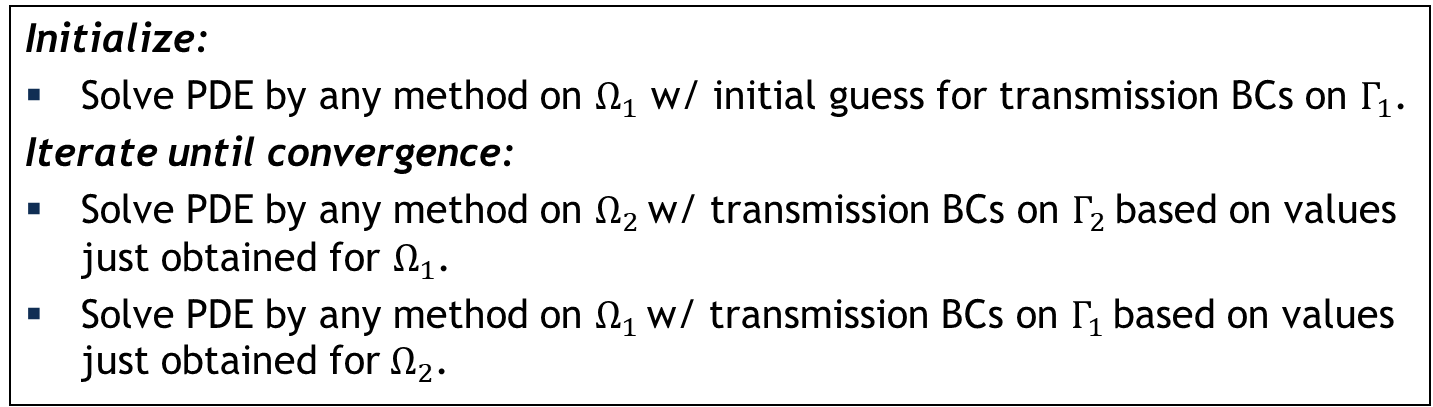 Initialize:
▪ Solve PDE by any method on Ω₁ w/ initial guess for transmission BCs on Γ₁.
Iterate until convergence:
▪ Solve PDE by any method on Ω₂ w/ transmission BCs on Γ₂ based on values
just obtained for Ω₁.
▪ Solve PDE by any method on Ω₁ w/ transmission BCs on Γ₁ based on values
just obtained for Ω₂.